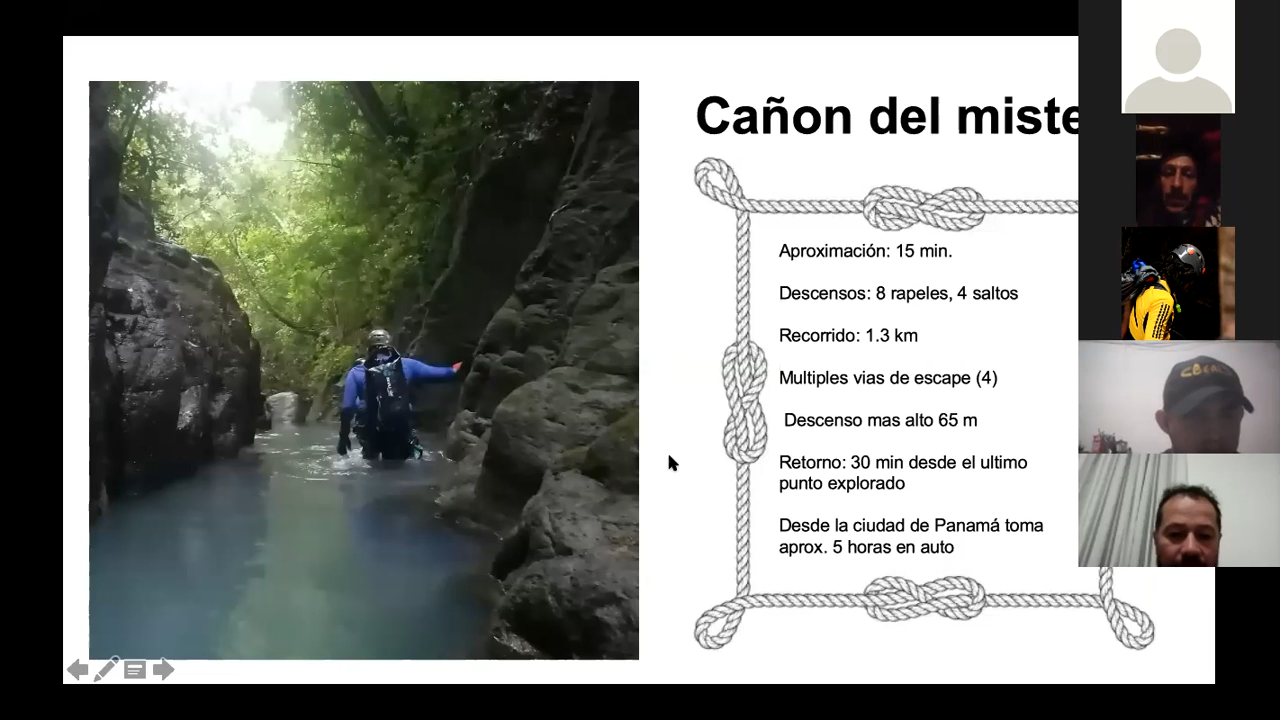 Cañon del miste
Aproximación: 15 min.
Descensos: 8 rapeles, 4 saltos
Recorrido: 1.3 km
Multiples vias de escape (4)
Descenso mas alto 65 m
Retorno: 30 min desde el ultimo
punto explorado
Desde la ciudad de Panamá toma
aprox. 5 horas en auto